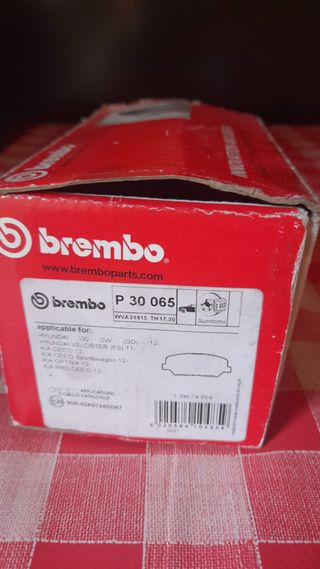 brembo
www.bremboparts.com
brembo
P 30 065
WVA 24915 TH 17,30
Sumitomo
applicable for:
HYUNDAI i30 CW (GD) 12-
HYUNDAI VELOSTER (FS) 11-
KIA CEE'D 12-
KIA CEE'D Sportswagon 12-
KIA OPTIMA 12-
KIA PRO CEE'D 13-
APPLICATIONS
CATALOGUE
1 Set / 4 Pcs